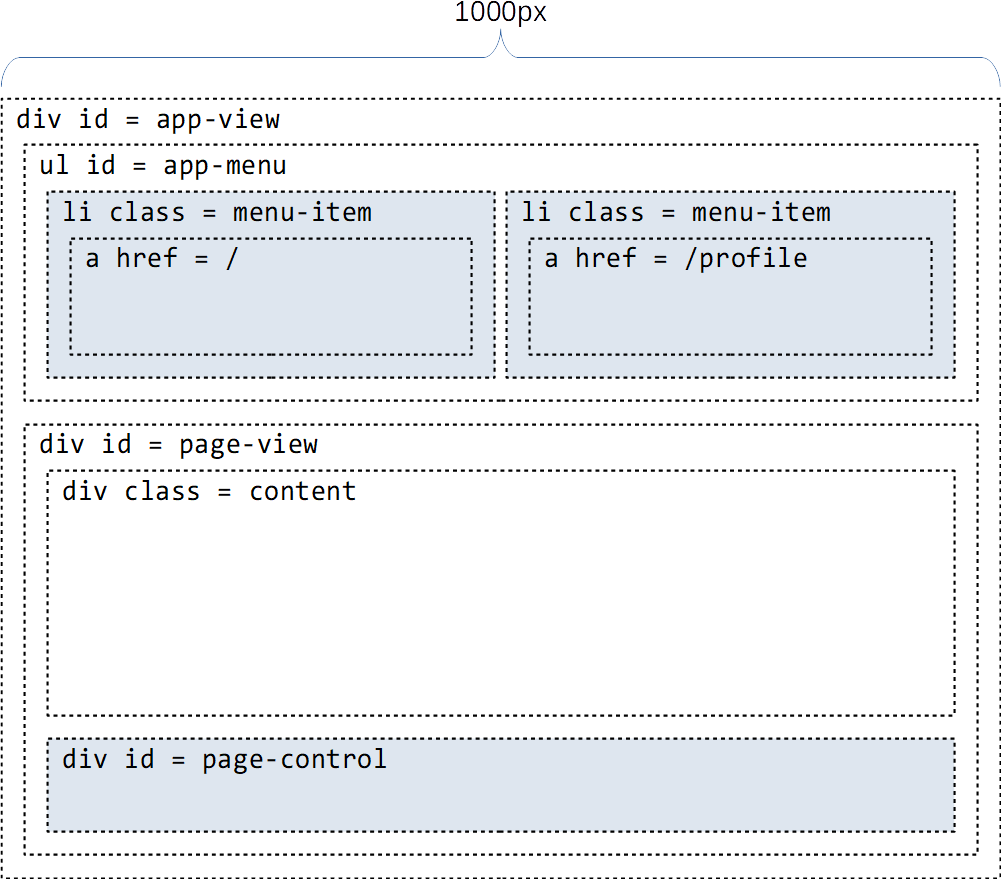 1000px
div id = app-view
ul id = app-menu
li class = menu-item
li class = menu-item
a href = /
a href = /profile
div id = page-view
div class = content
div id = page-control